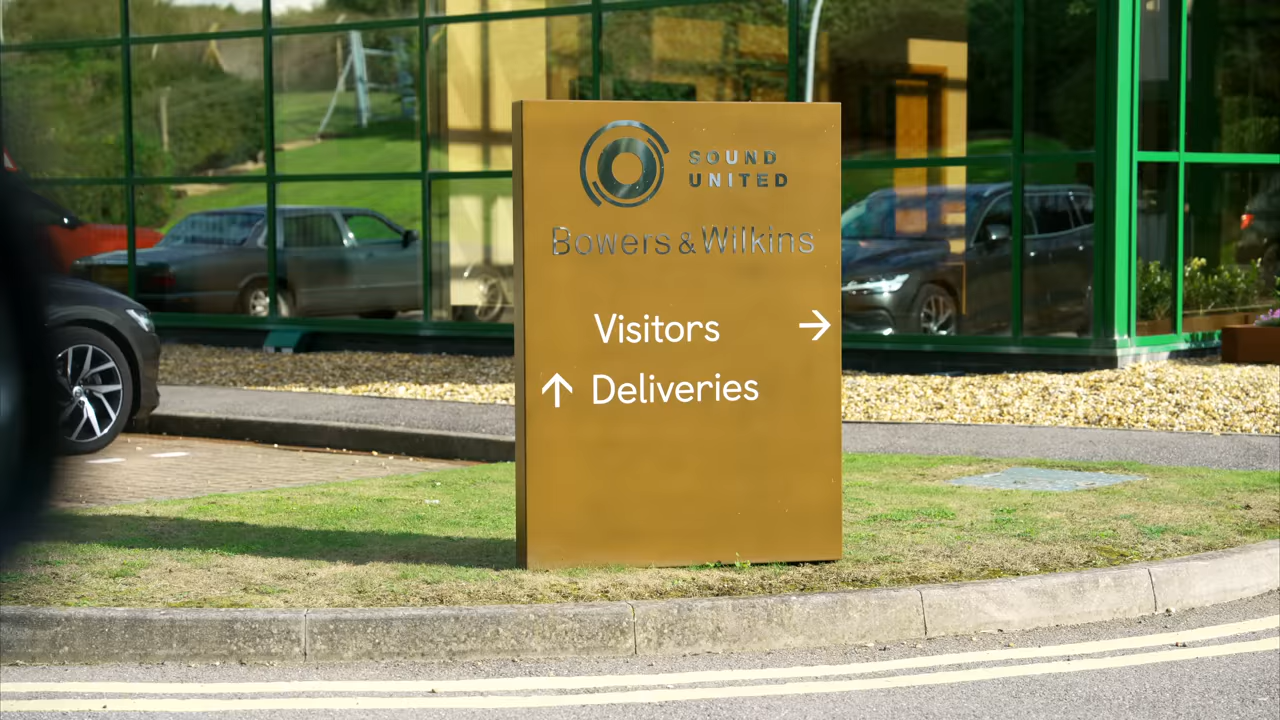 SOUND
UNITED
Bowers & Wilkins
Visitors →
↑ Deliveries